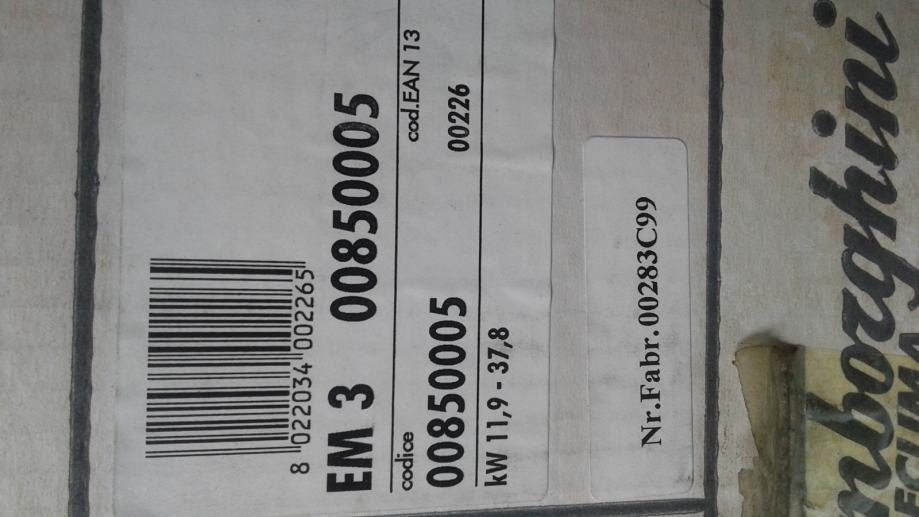 8 022034 002265
EM 3 00850005
codice cod.EAN 13
00850005 00226
kW 11,9 - 37,8
Nr.Fabr.00283C99
mborghini